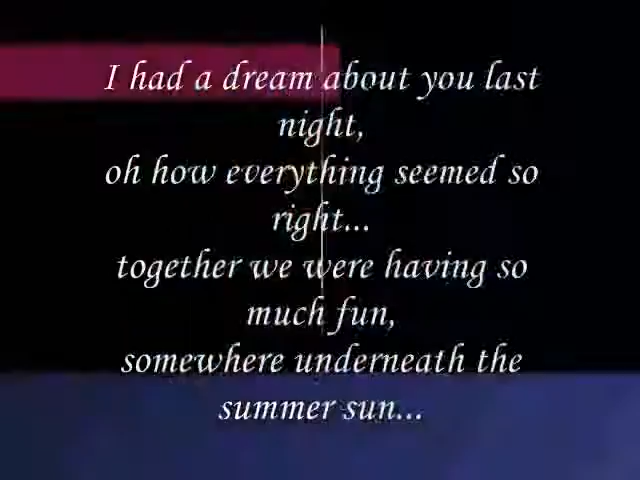 I had a dream about you last
night,
oh how everything seemed so
right...
together we were having so
much fun,
somewhere underneath the
summer sun...